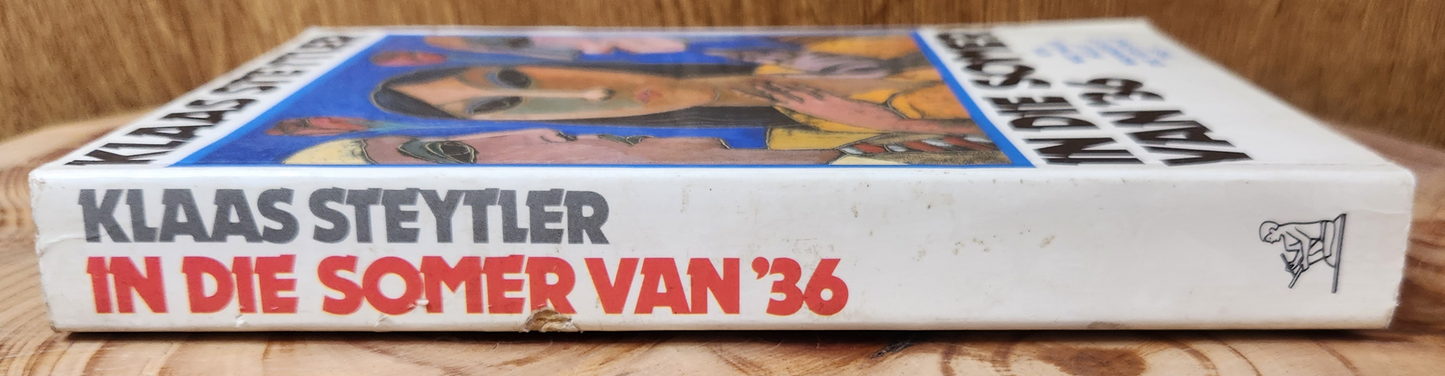 KLAAS STEYTLER
IN DIE SOMER VAN '36
KLAAS STEYTLER
IN DIE SOMER
VAN '36